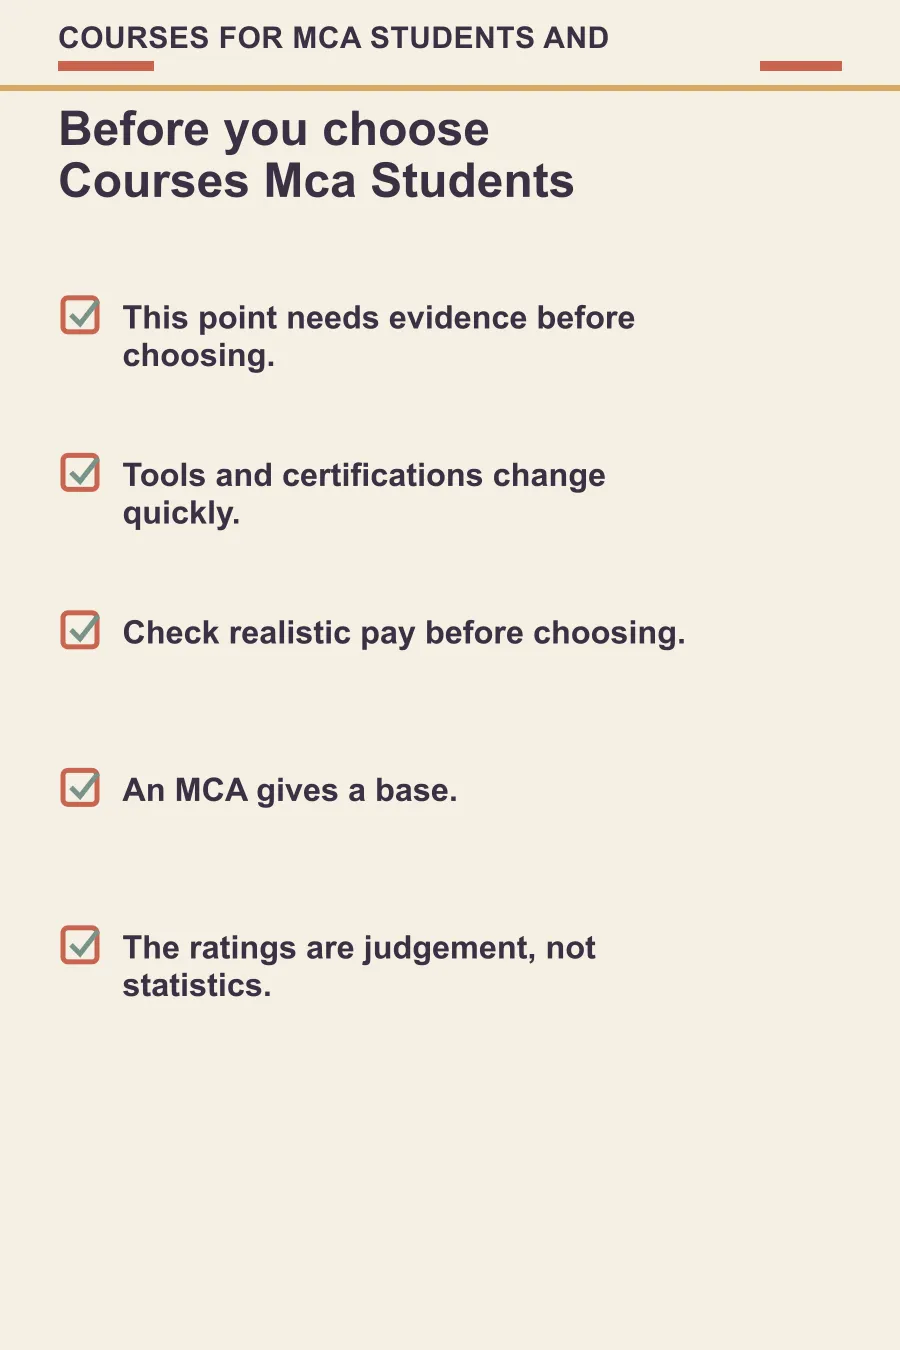 COURSES FOR MCA STUDENTS AND
Before you choose
Courses Mca Students
This point needs evidence before
choosing.
Tools and certifications change
quickly.
Check realistic pay before choosing.
An MCA gives a base.
The ratings are judgement, not
statistics.